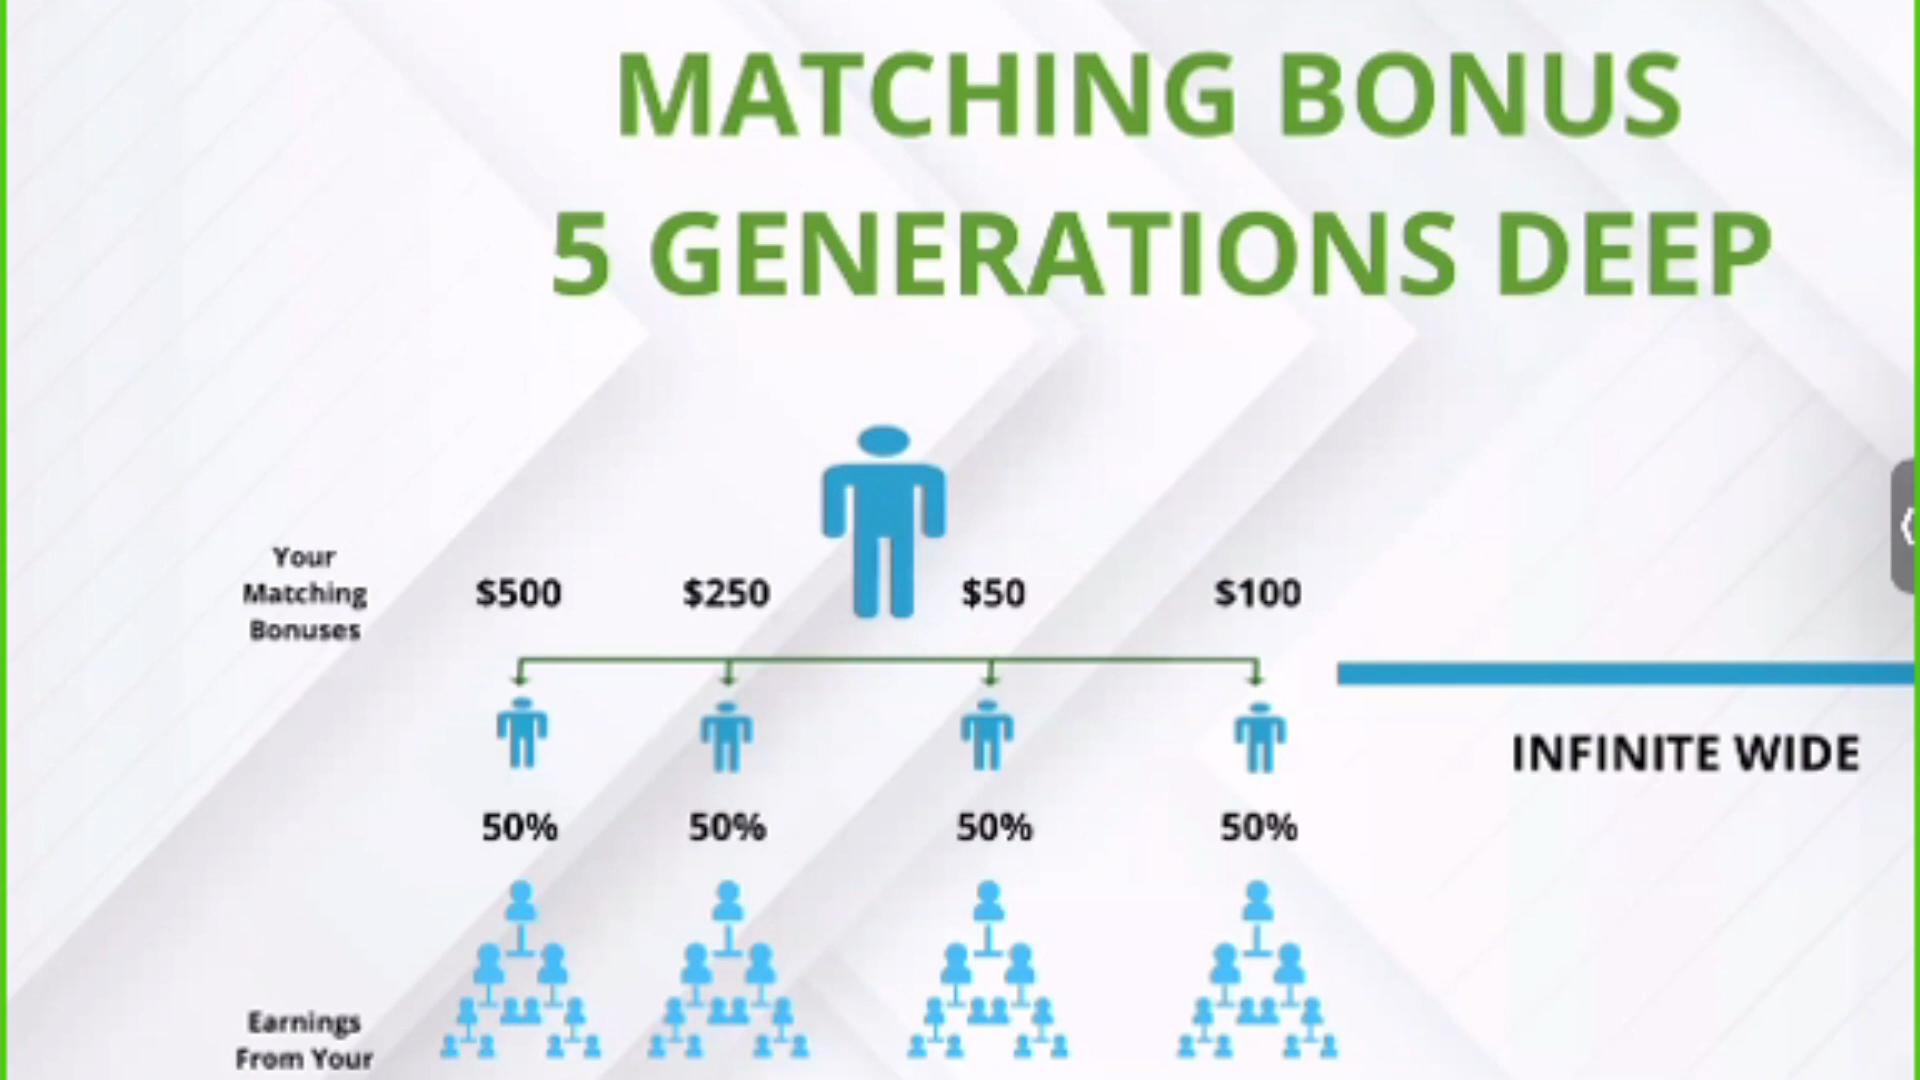 MATCHING BONUS
5 GENERATIONS DEEP
Your
Matching
Bonuses
$500 $250 $50 $100
INFINITE WIDE
50% 50% 50% 50%
Earnings
From Your